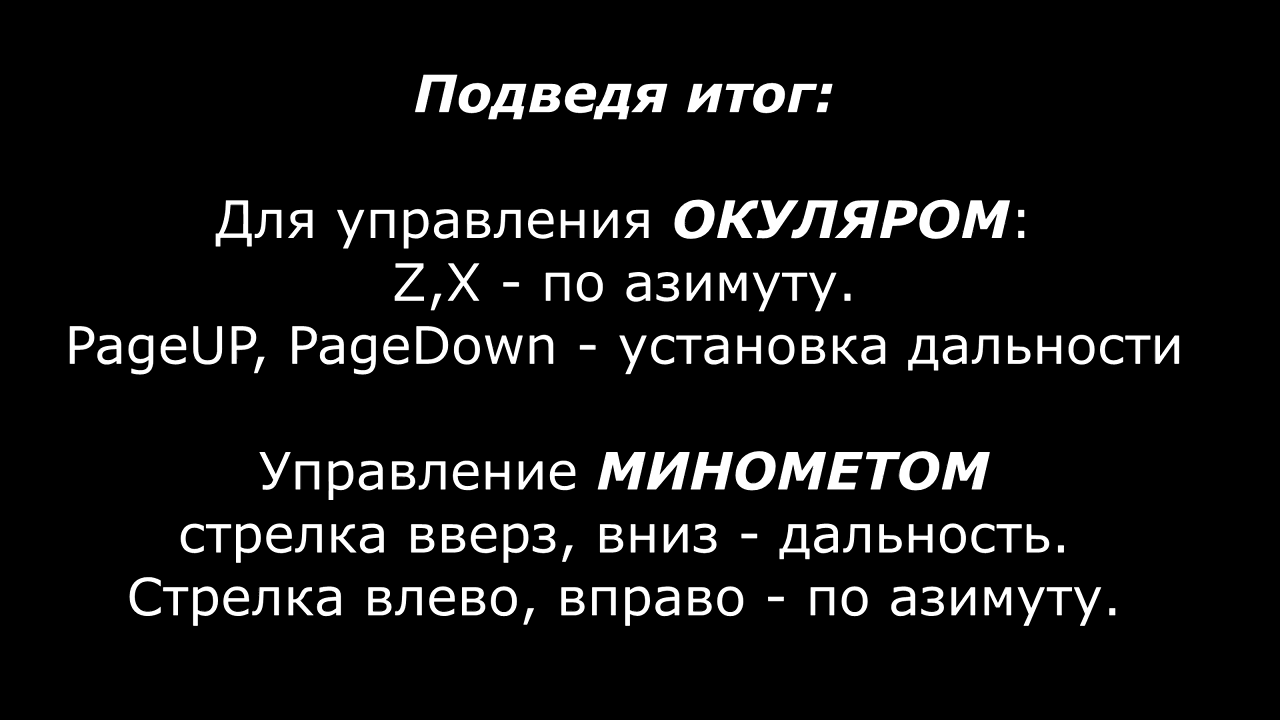 Подведя итог:
Для управления ОКУЛЯРОМ:
Z,X - по азимуту.
PageUP, PageDown - установка дальности
Управление МИНОМЕТОМ
стрелка вверз, вниз - дальность.
Стрелка влево, вправо - по азимуту.